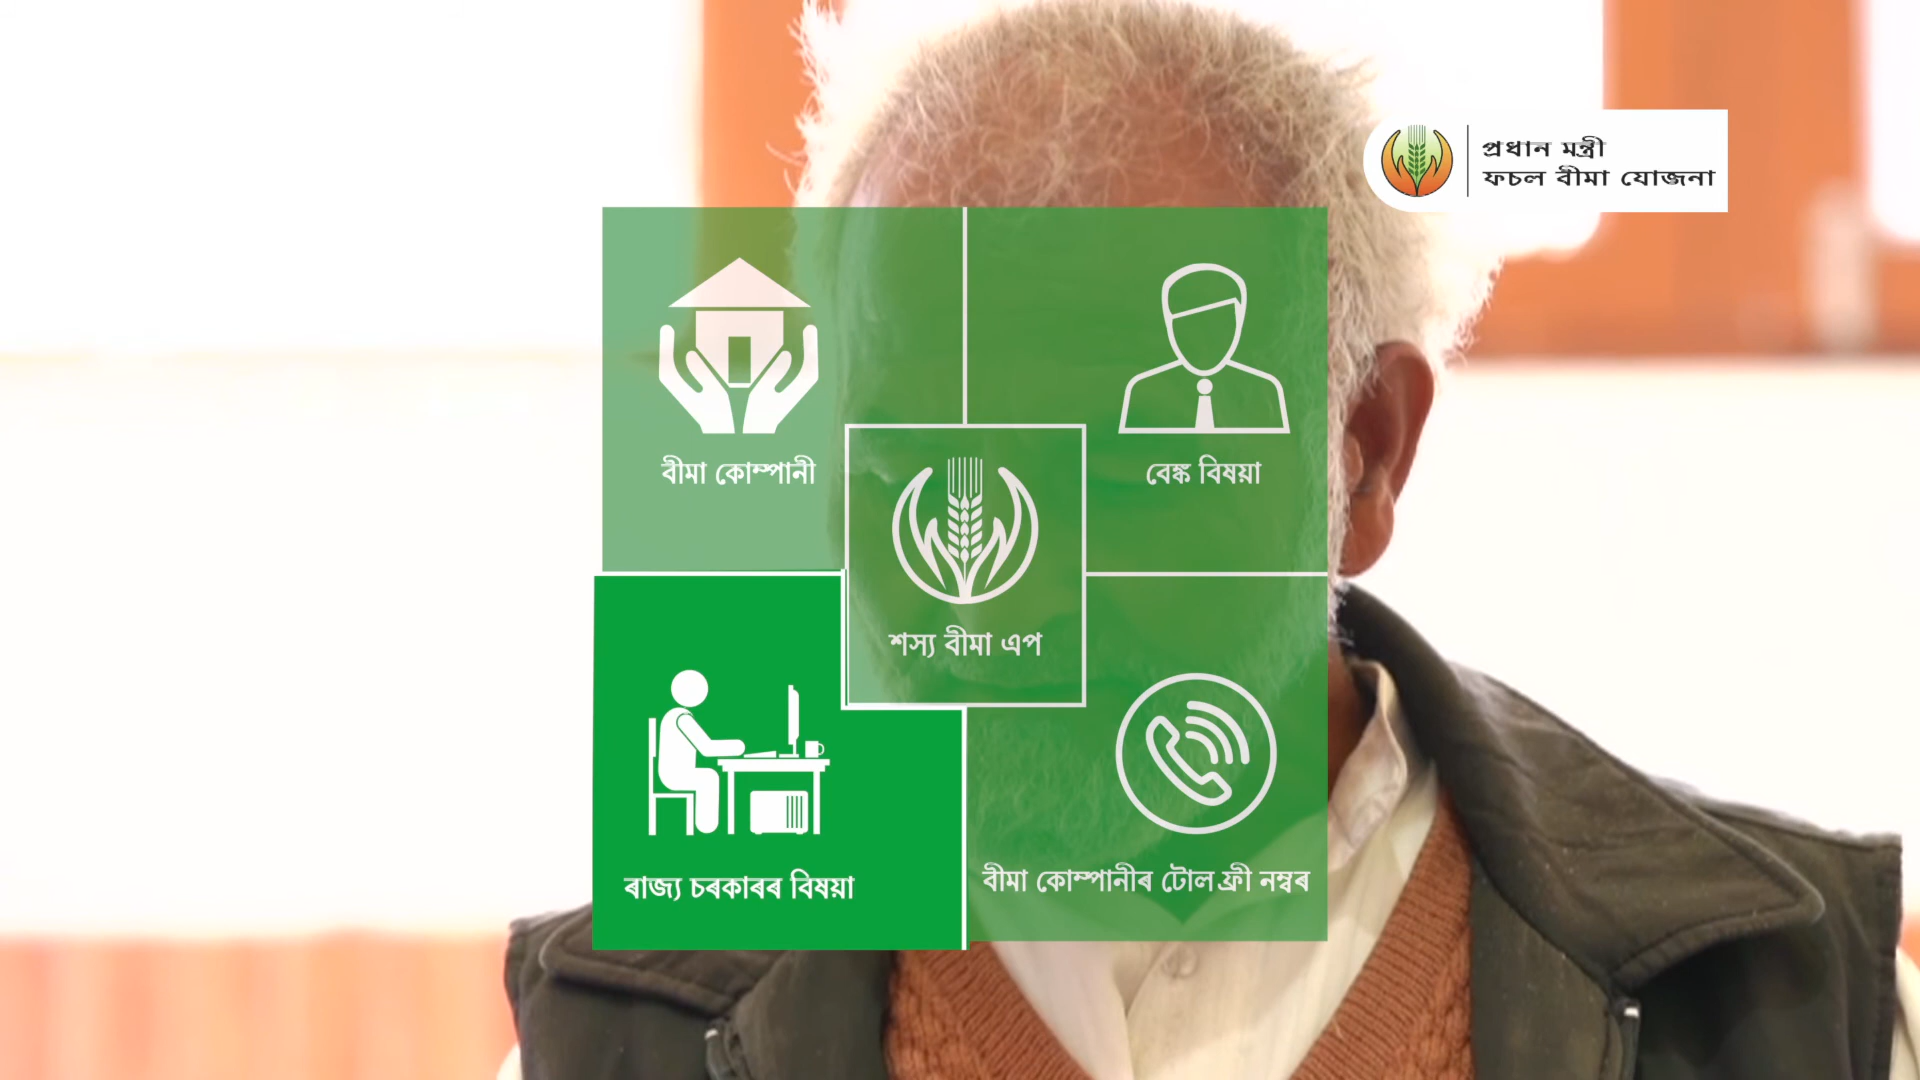 প্ৰধান মন্ত্ৰী
ফচল বীমা যোজনা
বীমা কোম্পানী
বেঙ্ক বিষয়া
শস্য বীমা এপ
ৰাজ্য চৰকাৰৰ বিষয়া
বীমা কোম্পানীৰ টোল ফ্ৰী নম্বৰ